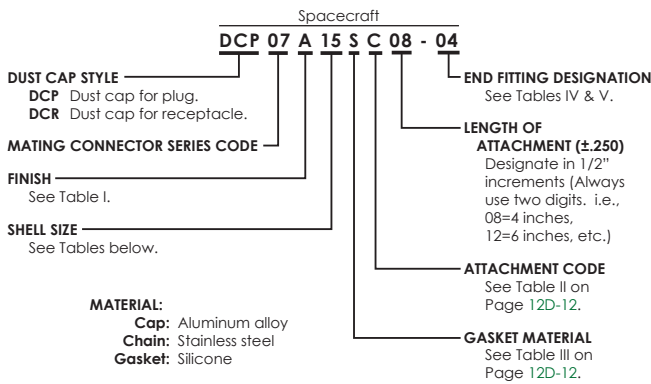 Spacecraft
DCP 07 A 15 S C 08 - 04
DUST CAP STYLE
DCP Dust cap for plug.
DCR Dust cap for receptacle.
MATING CONNECTOR SERIES CODE
FINISH
See Table I.
SHELL SIZE
See Tables below.
MATERIAL:
Cap: Aluminum alloy
Chain: Stainless steel
Gasket: Silicone
END FITTING DESIGNATION
See Tables IV & V.
LENGTH OF
ATTACHMENT (±.250)
Designate in 1/2"
increments (Always
use two digits. i.e.,
08=4 inches,
12=6 inches, etc.)
ATTACHMENT CODE
See Table II on
Page 12D-12.
GASKET MATERIAL
See Table III on
Page 12D-12.